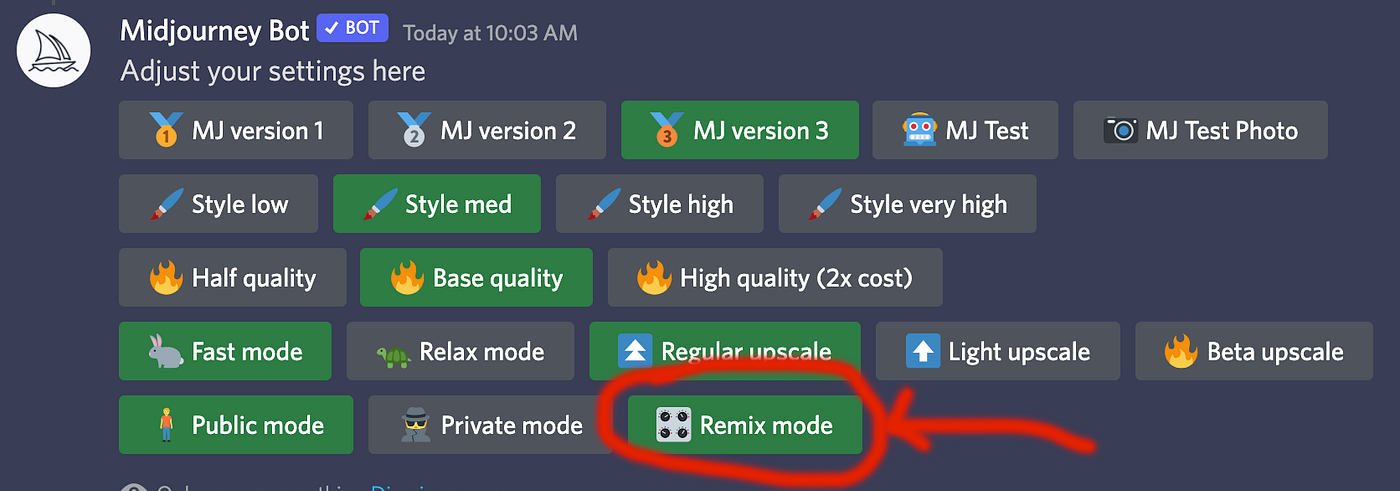 Midjourney Bot ✓ BOT Today at 10:03 AM
Adjust your settings here
1 MJ version 1 2 MJ version 2 3 MJ version 3 MJ Test MJ Test Photo
Style low Style med Style high Style very high
Half quality Base quality High quality (2x cost)
Fast mode Relax mode Regular upscale Light upscale Beta upscale
Public mode Private mode Remix mode